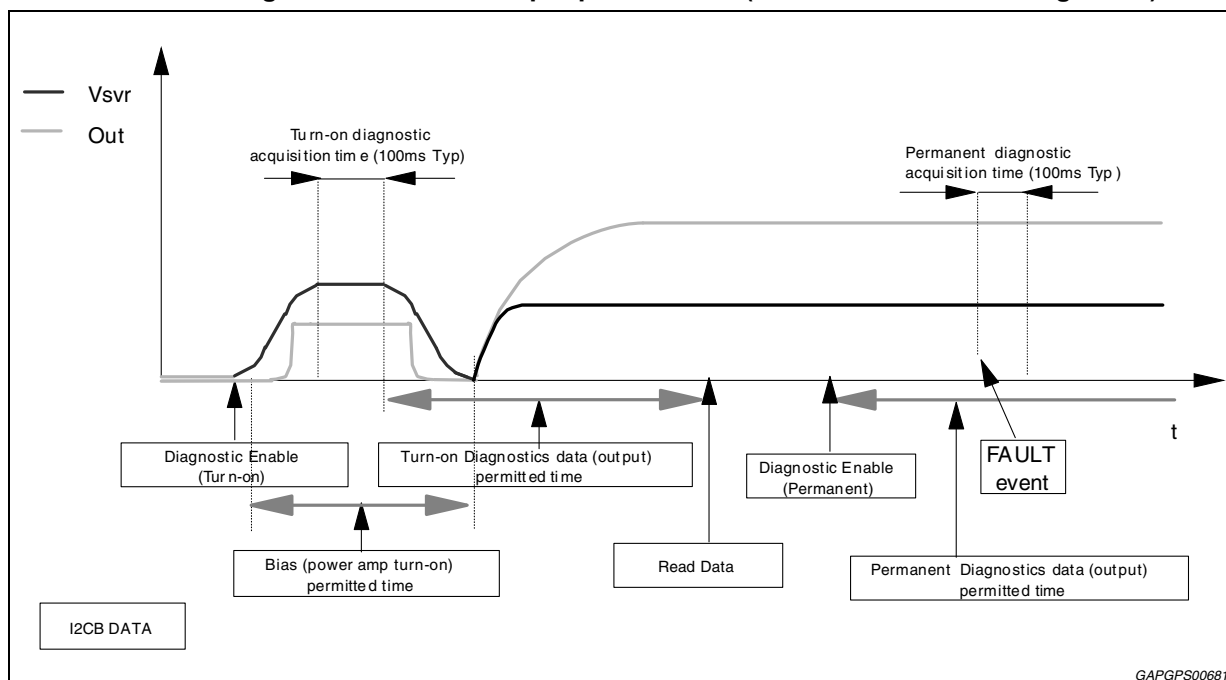 Vsvr
Out
Turn-on diagnostic
acquisition time (100ms Typ)
Permanent diagnostic
acquisition time (100ms Typ)
t
Diagnostic Enable
(Turn-on)
Turn-on Diagnostics data (output)
permitted time
Diagnostic Enable
(Permanent)
FAULT
event
Bias (power amp turn-on)
permitted time
Read Data
Permanent Diagnostics data (output)
permitted time
I2CB DATA
GAPGPS00681